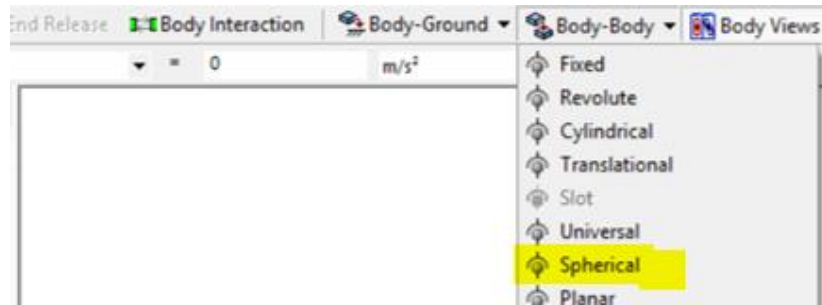 End Release Body Interaction Body-Ground Body-Body Body Views
= 0 m/s²
Fixed
Revolute
Cylindrical
Translational
Slot
Universal
Spherical
Planar